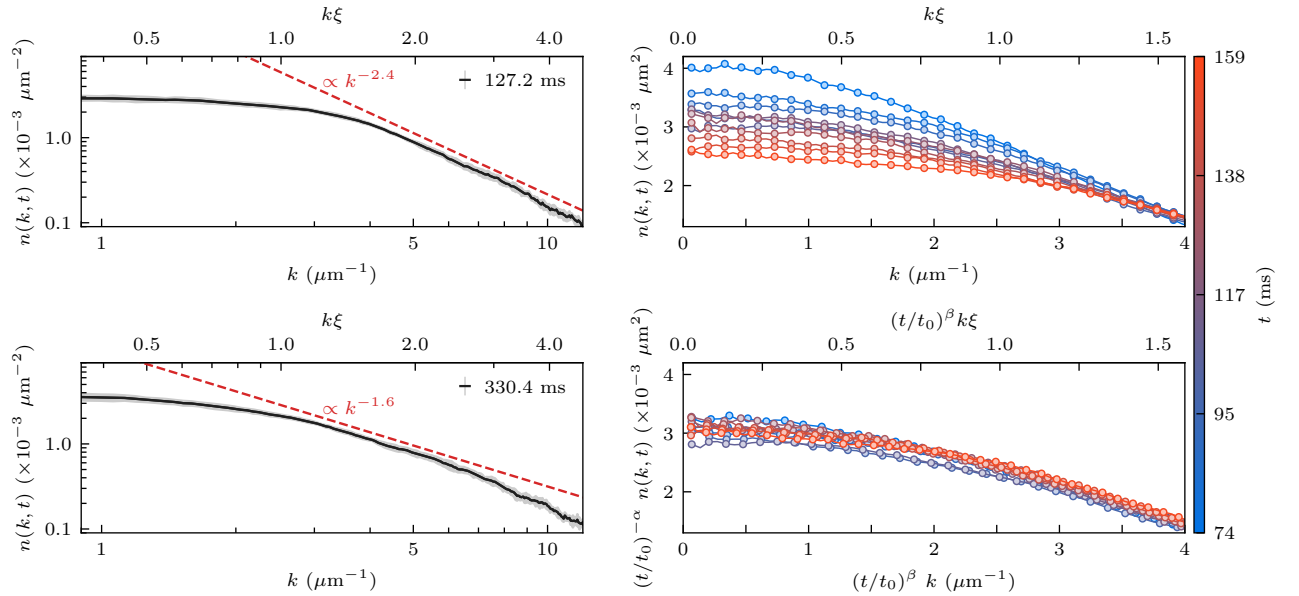 kξ
0.5 1.0 2.0 4.0
n(k, t) (×10⁻³ μm⁻²)
1.0
0.1
∝ k⁻²·⁴
127.2 ms
1 5 10
k (μm⁻¹)
kξ
0.0 0.5 1.0 1.6
n(k, t) (×10⁻³ μm²)
4
3
2
0 1 2 3 4
k (μm⁻¹)
kξ
0.5 1.0 2.0 4.0
n(k, t) (×10⁻³ μm⁻²)
1.0
0.1
∝ k⁻¹·⁶
330.4 ms
1 5 10
k (μm⁻¹)
(t/t₀)ᵝkξ
0.0 0.5 1.0 1.5
(t/t₀)⁻ᵅ n(k, t) (×10⁻³ μm²)
4
3
2
0 1 2 3 4
(t/t₀)ᵝ k (μm⁻¹)
159
138
117
95
74
t (ms)